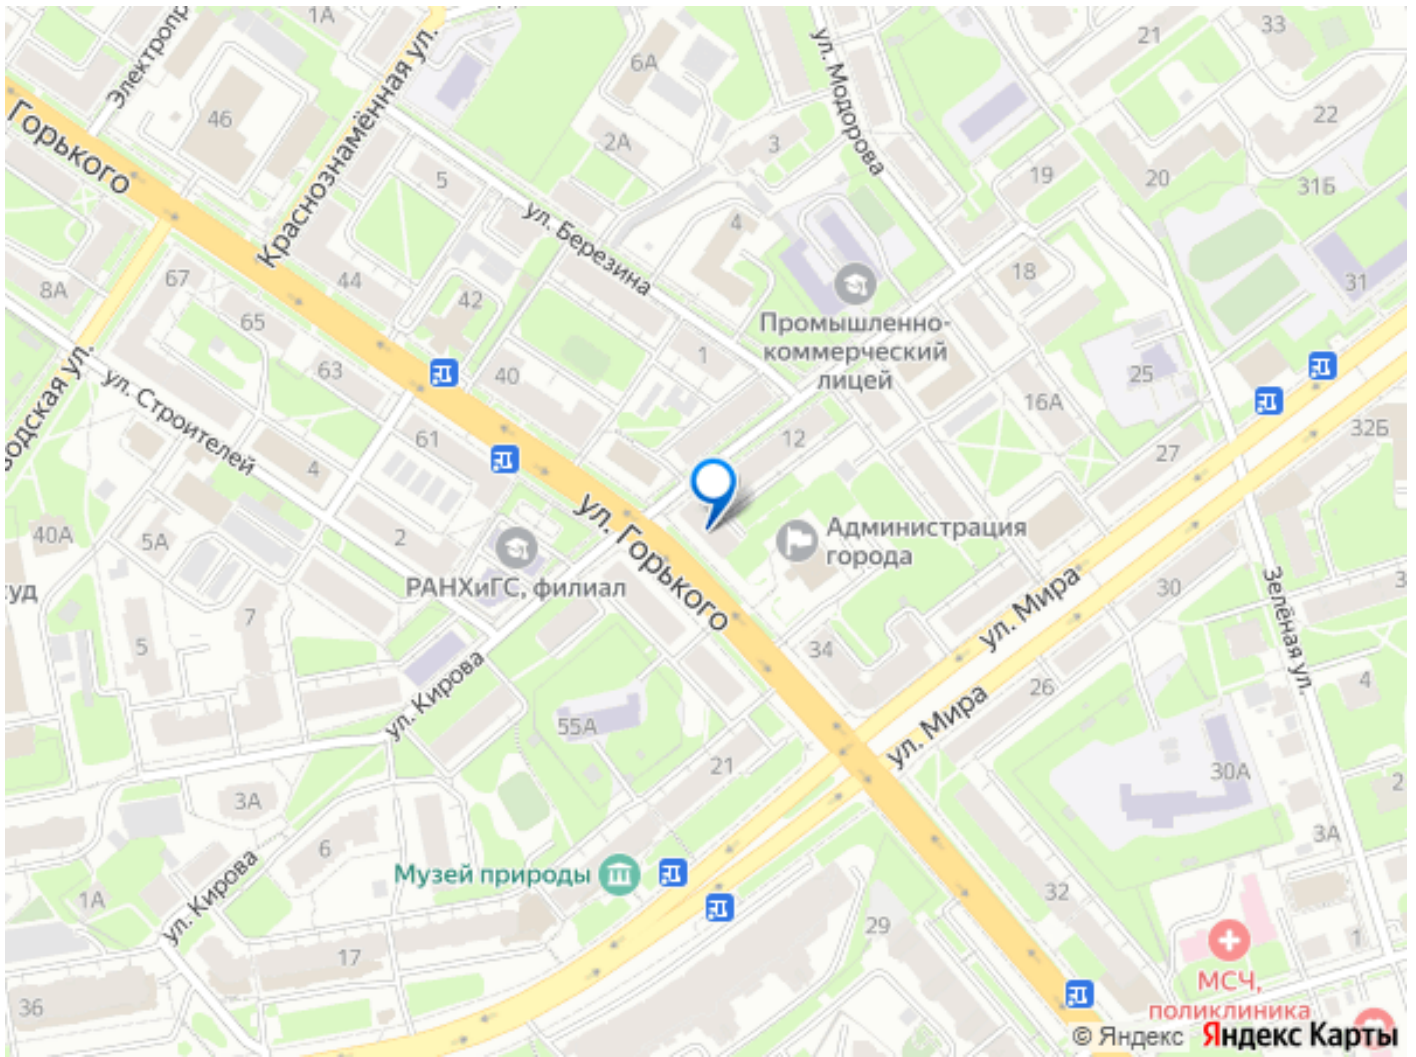 1А
Электропр
Краснознамённая ул.
ул. Модорова
21
33
6А
46
22
2А
3
Горького
5
19
20
31Б
ул. Березина
4
67
44
42
18
31
8А
65
Промышленно-
коммерческий
лицей
1
63
40
25
ул. Строителей
16А
водская ул.
61
12
32Б
27
4
40А
5А
2
ул. Горького
Администрация
города
РАНХиГС, филиал
30
ул. Мира
Зелёная ул.
уд
7
5
34
4
ул. Кирова
26
ул. Мира
55А
21
30А
2
3А
3А
6
Музей природы
1А
ул. Кирова
32
29
17
1
МСЧ,
поликлиника
36
© Яндекс Яндекс Карты